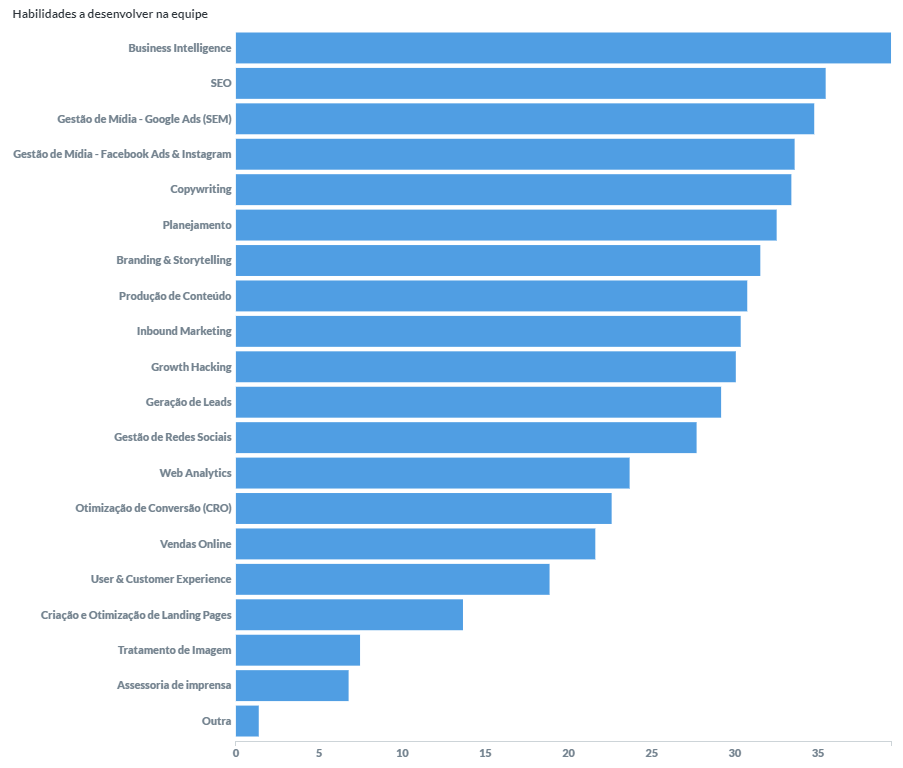 Habilidades a desenvolver na equipe
Business Intelligence
SEO
Gestão de Mídia - Google Ads (SEM)
Gestão de Mídia - Facebook Ads & Instagram
Copywriting
Planejamento
Branding & Storytelling
Produção de Conteúdo
Inbound Marketing
Growth Hacking
Geração de Leads
Gestão de Redes Sociais
Web Analytics
Otimização de Conversão (CRO)
Vendas Online
User & Customer Experience
Criação e Otimização de Landing Pages
Tratamento de Imagem
Assessoria de imprensa
Outra
0 5 10 15 20 25 30 35